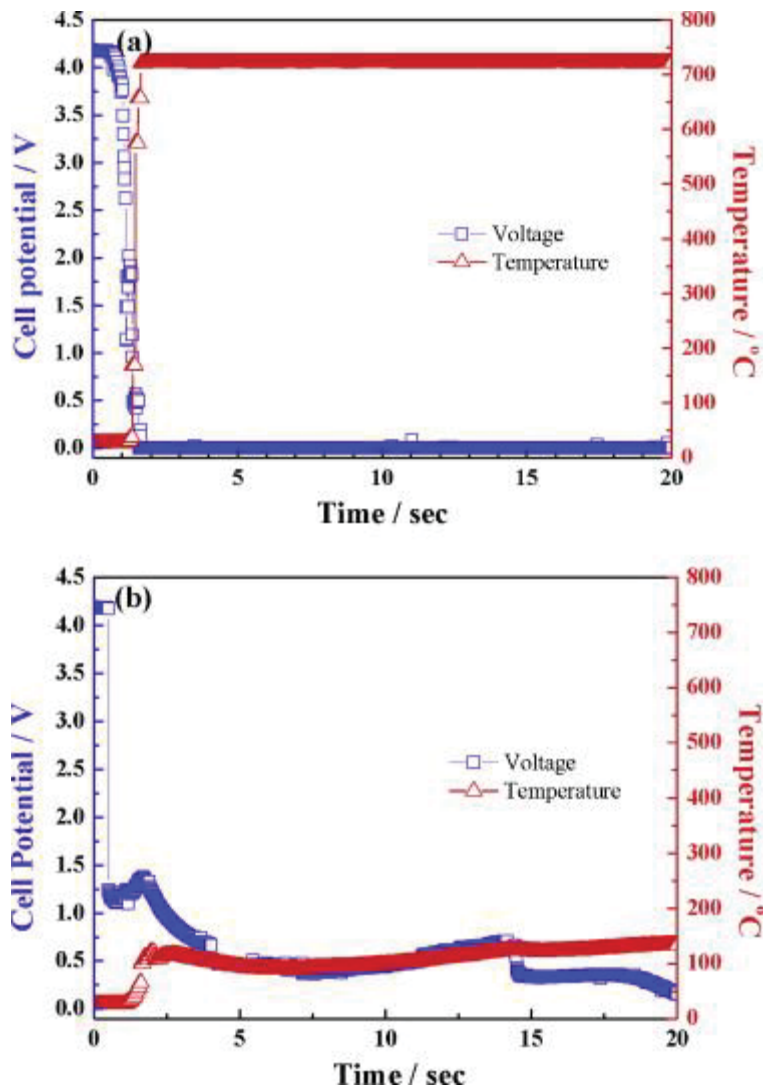 (a)
4.5
4.0
3.5
3.0
2.5
2.0
1.5
1.0
0.5
0.0
Cell potential / V
800
700
600
500
400
300
200
100
0
Temperature / °C
Voltage
Temperature
0 5 10 15 20
Time / sec
(b)
4.5
4.0
3.5
3.0
2.5
2.0
1.5
1.0
0.5
0.0
Cell Potential / V
800
700
600
500
400
300
200
100
0
Temperature / °C
Voltage
Temperature
0 5 10 15 20
Time / sec